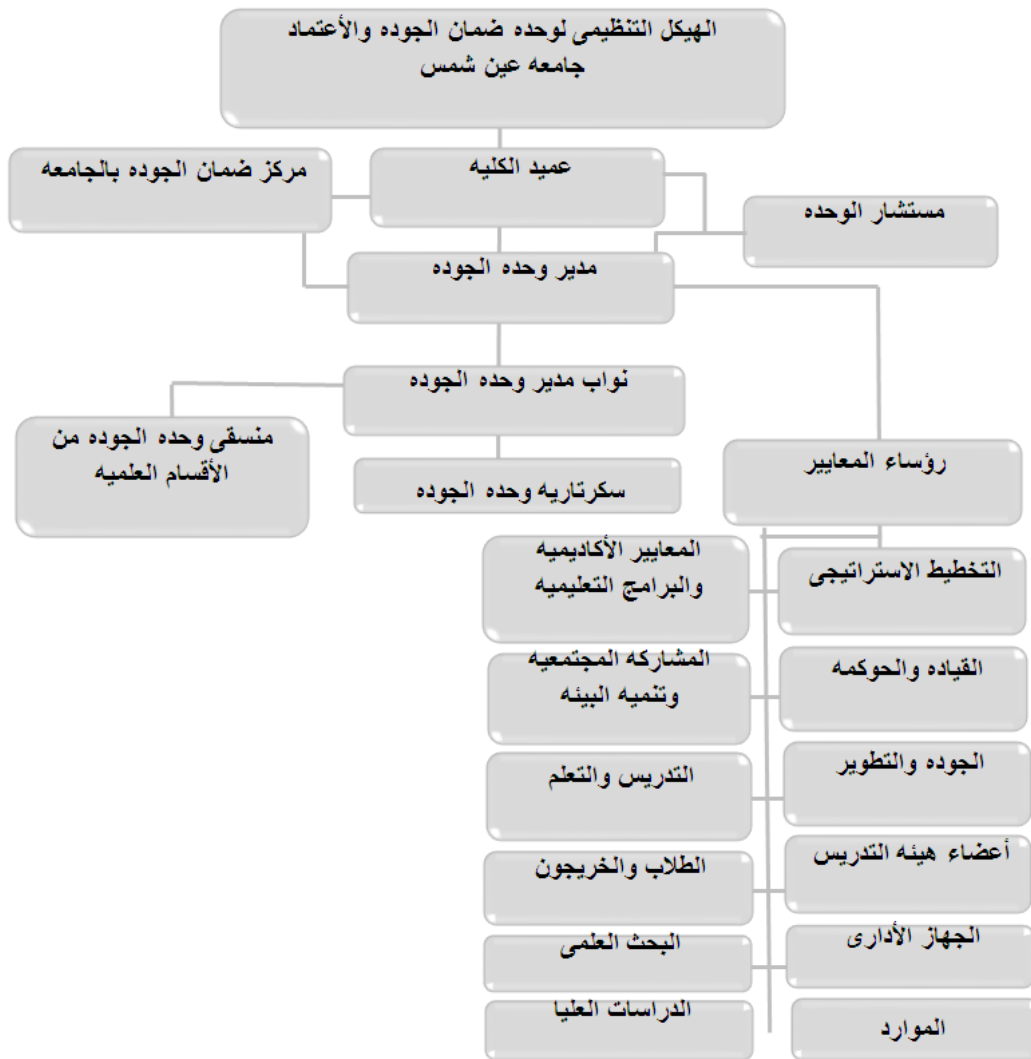 الهيكل التنظيمى لوحده ضمان الجوده والأعتماد
جامعه عين شمس
عميد الكليه
مركز ضمان الجوده بالجامعه
مستشار الوحده
مدير وحده الجوده
نواب مدير وحده الجوده
منسقى وحده الجوده من
الأقسام العلميه
رؤساء المعايير
سكرتاريه وحده الجوده
التخطيط الاستراتيجى
المعايير الأكاديميه
والبرامج التعليميه
القياده والحوكمه
المشاركه المجتمعيه
وتنميه البيئه
الجوده والتطوير
التدريس والتعلم
أعضاء هيئه التدريس
الطلاب والخريجون
الجهاز الأدارى
البحث العلمى
الموارد
الدراسات العليا